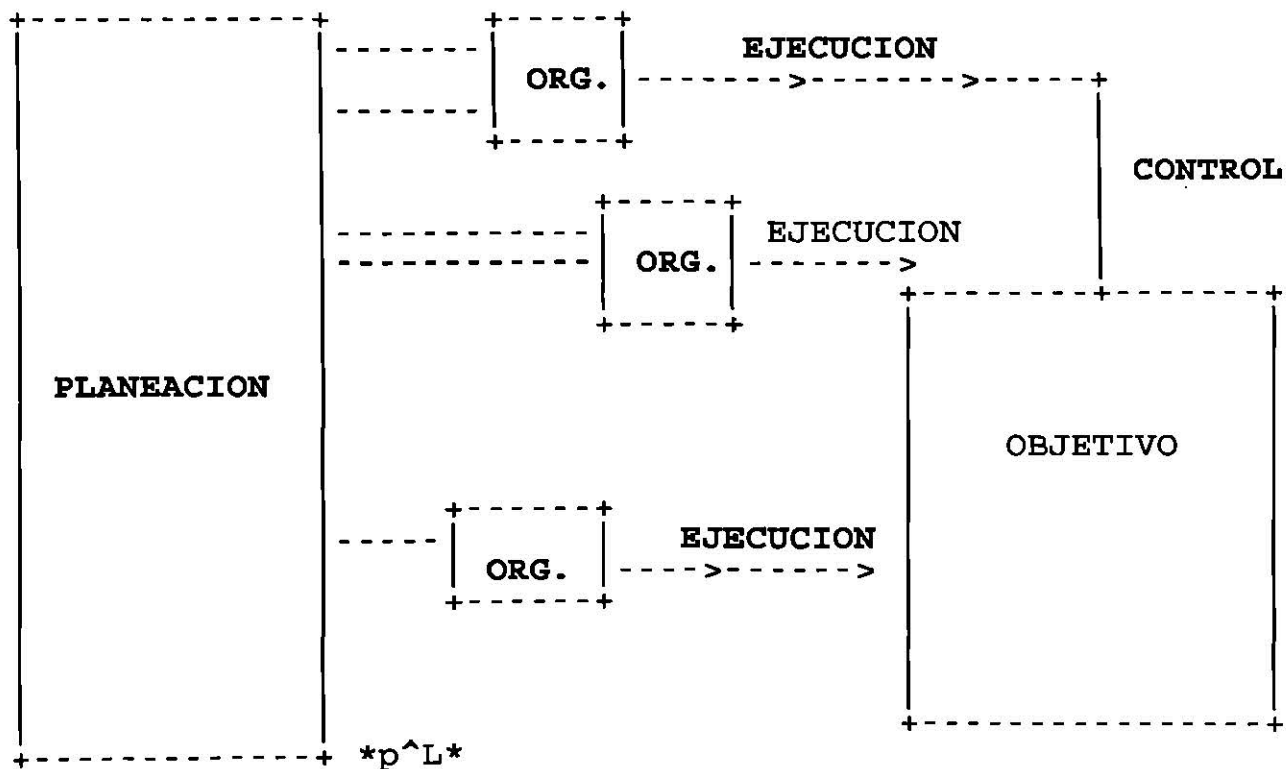 EJECUCION
ORG.
CONTROL
EJECUCION
ORG.
PLANEACION
OBJETIVO
EJECUCION
ORG.
*p^L*